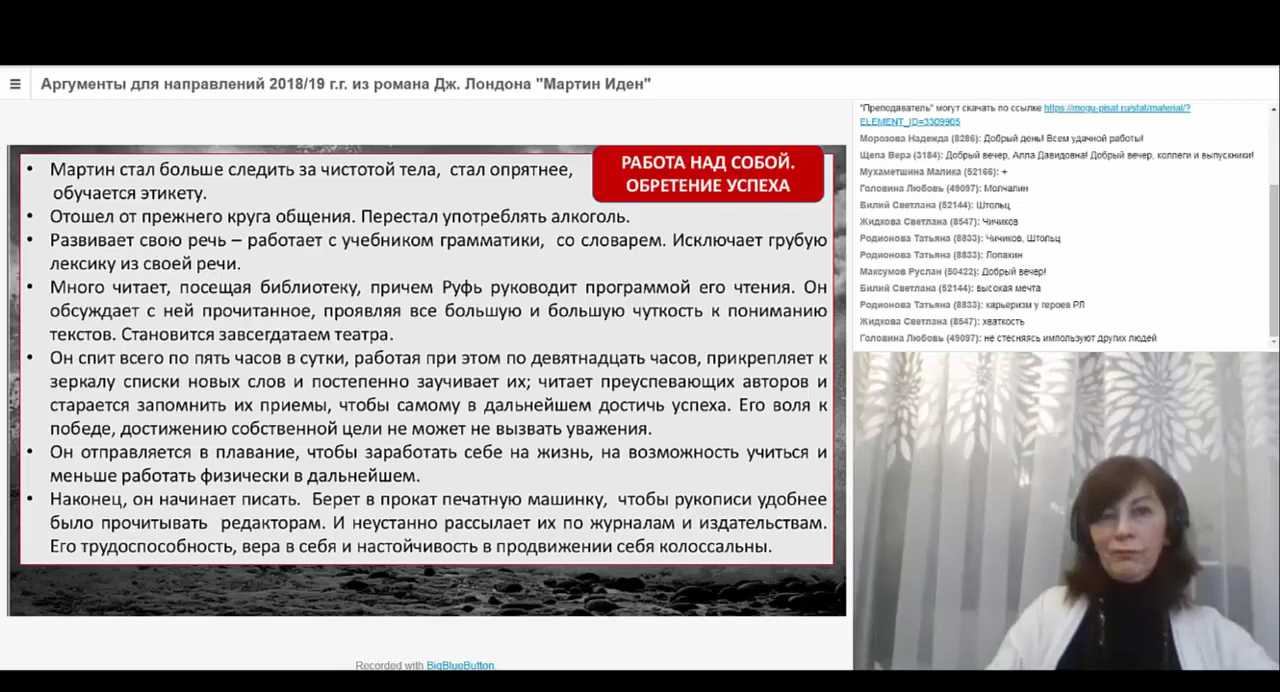 Аргументы для направлений 2018/19 г.г. из романа Дж. Лондона "Мартин Иден"
РАБОТА НАД СОБОЙ.
ОБРЕТЕНИЕ УСПЕХА
• Мартин стал больше следить за чистотой тела, стал опрятнее,
обучается этикету.
• Отошел от прежнего круга общения. Перестал употреблять алкоголь.
• Развивает свою речь – работает с учебником грамматики, со словарем. Исключает грубую
лексику из своей речи.
• Много читает, посещая библиотеку, причем Руфь руководит программой его чтения. Он
обсуждает с ней прочитанное, проявляя все большую и большую чуткость к пониманию
текстов. Становится завсегдатаем театра.
• Он спит всего по пять часов в сутки, работая при этом по девятнадцать часов, прикрепляет к
зеркалу списки новых слов и постепенно заучивает их; читает преуспевающих авторов и
старается запомнить их приемы, чтобы самому в дальнейшем достичь успеха. Его воля к
победе, достижению собственной цели не может не вызвать уважения.
• Он отправляется в плавание, чтобы заработать себе на жизнь, на возможность учиться и
меньше работать физически в дальнейшем.
• Наконец, он начинает писать. Берет в прокат печатную машинку, чтобы рукописи удобнее
было прочитывать редакторам. И неустанно рассылает их по журналам и издательствам.
Его трудоспособность, вера в себя и настойчивость в продвижении себя колоссальны.
Recorded with BigBlueButton.
"Преподаватель" могут скачать по ссылке https://mogu-pisat.ru/stat/material/?
ELEMENT_ID=3309905
Морозова Надежда (8286): Добрый день! Всем удачной работы!
Щепа Вера (3184): Добрый вечер, Алла Давидовна! Добрый вечер, коллеги и выпускники!
Мухаметшина Малика (52166): +
Головина Любовь (49097): Молчалин
Билий Светлана (52144): Штольц
Жидкова Светлана (8547): Чичиков
Родионова Татьяна (8833): Чичиков, Штольц
Родионова Татьяна (8833): Лопахин
Максумов Руслан (50422): Добрый вечер!
Билий Светлана (52144): высокая мечта
Родионова Татьяна (8833): карьеризм у героев РЛ
Жидкова Светлана (8547): хваткость
Головина Любовь (49097): не стесняясь импользуют других людей